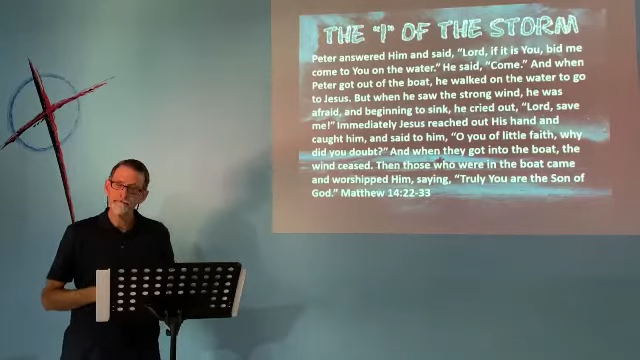 THE "I" OF THE STORM
Peter answered Him and said, "Lord, if it is You, bid me
come to You on the water." He said, "Come." And when
Peter got out of the boat, he walked on the water to go
to Jesus. But when he saw the strong wind, he was
afraid, and beginning to sink, he cried out, "Lord, save
me!" Immediately Jesus reached out His hand and
caught him, and said to him, "O you of little faith, why
did you doubt?" And when they got into the boat, the
wind ceased. Then those who were in the boat came
and worshipped Him, saying, "Truly You are the Son of
God." Matthew 14:22-33